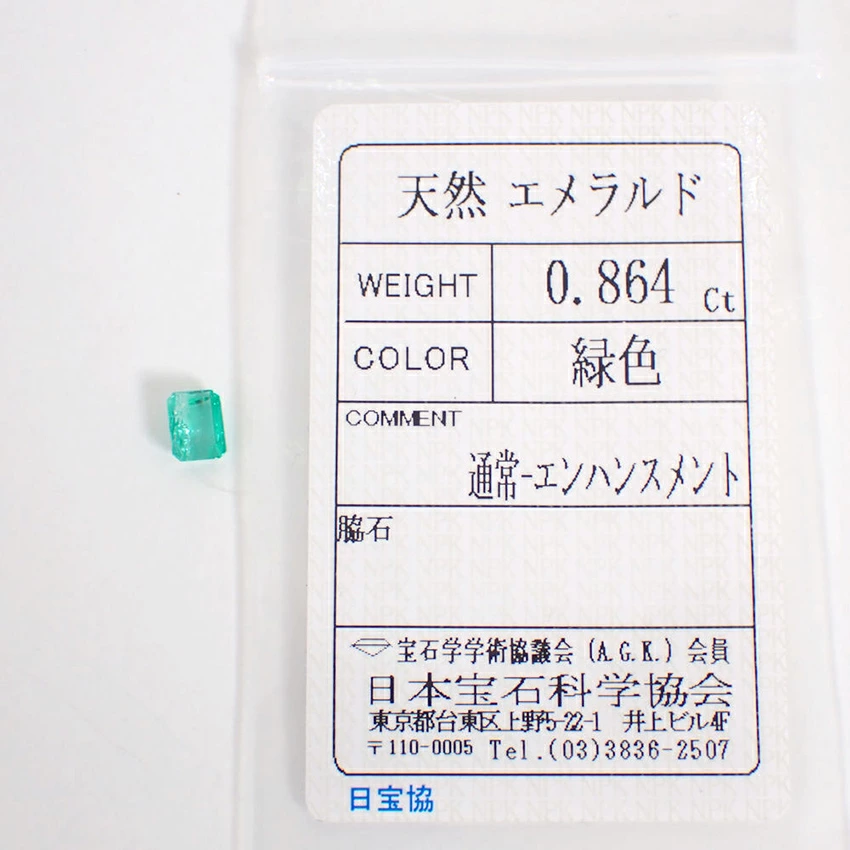 天然 エメラルド
WEIGHT 0.864 Ct
COLOR 緑色
COMMENT
通常-エンハンスメント
脇石
宝石学学術協議会 (A.G.K.) 会員
日本宝石科学協会
東京都台東区上野5-22-1 井上ビル4F
〒110-0005 Tel.(03)3836-2507
日宝協